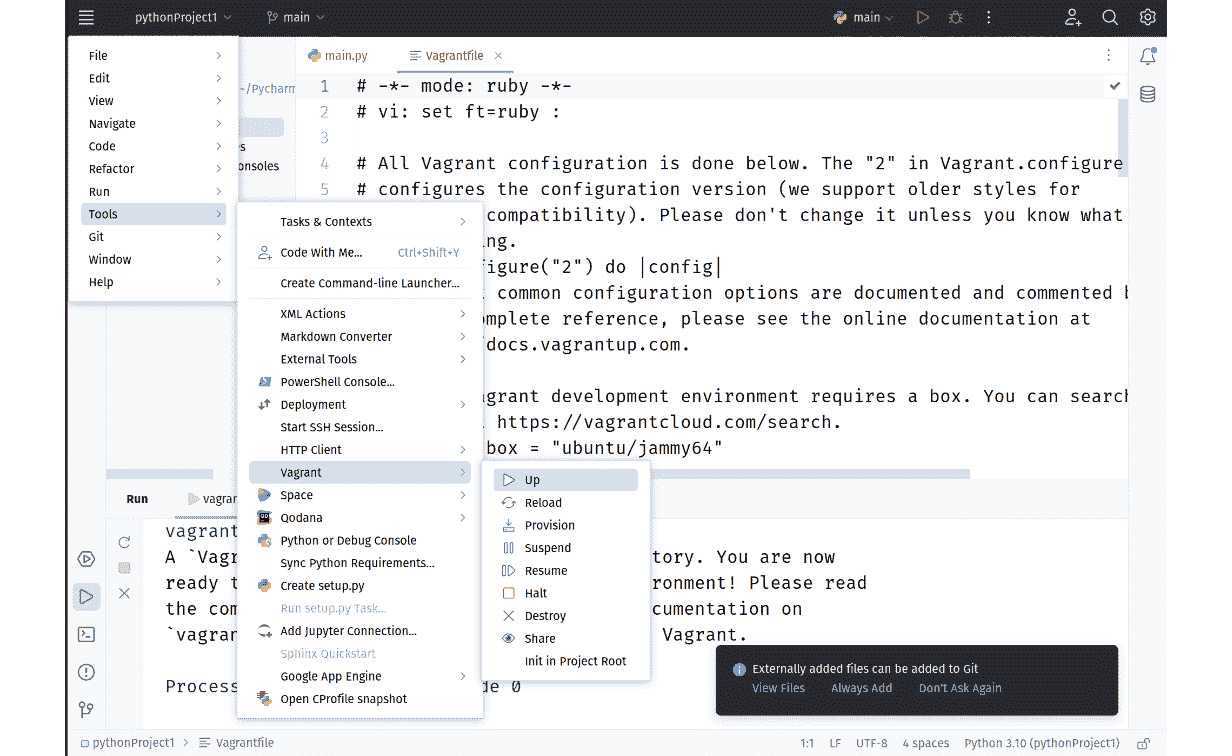 pythonProject1
main
main
File
Edit
View
Navigate
Code
Refactor
Run
Tools
Git
Window
Help
~/Pycharm
es
onsoles
main.py
Vagrantfile
1 # -*- mode: ruby -*-
2 # vi: set ft=ruby :
3
4 # All Vagrant configuration is done below. The "2" in Vagrant.configure
5 # configures the configuration version (we support older styles for
compatibility). Please don't change it unless you know what
ng.
figure("2") do |config|
common configuration options are documented and commented b
omplete reference, please see the online documentation at
/docs.vagrantup.com.
agrant development environment requires a box. You can search
https://vagrantcloud.com/search.
box = "ubuntu/jammy64"
Tasks & Contexts
Code With Me... Ctrl+Shift+Y
Create Command-line Launcher...
XML Actions
Markdown Converter
External Tools
PowerShell Console...
Deployment
Start SSH Session...
HTTP Client
Vagrant
Space
Qodana
Python or Debug Console
Sync Python Requirements...
Create setup.py
Run setup.py Task...
Add Jupyter Connection...
Sphinx Quickstart
Google App Engine
Open CProfile snapshot
Up
Reload
Provision
Suspend
Resume
Halt
Destroy
Share
Init in Project Root
Run vagran
vagrant
A `Vagr tory. You are now
ready t ronment! Please read
the com cumentation on
`vagran Vagrant.
Process de 0
Externally added files can be added to Git
View Files Always Add Don't Ask Again
pythonProject1 > Vagrantfile
1:1 LF UTF-8 4 spaces Python 3.10 (pythonProject1)